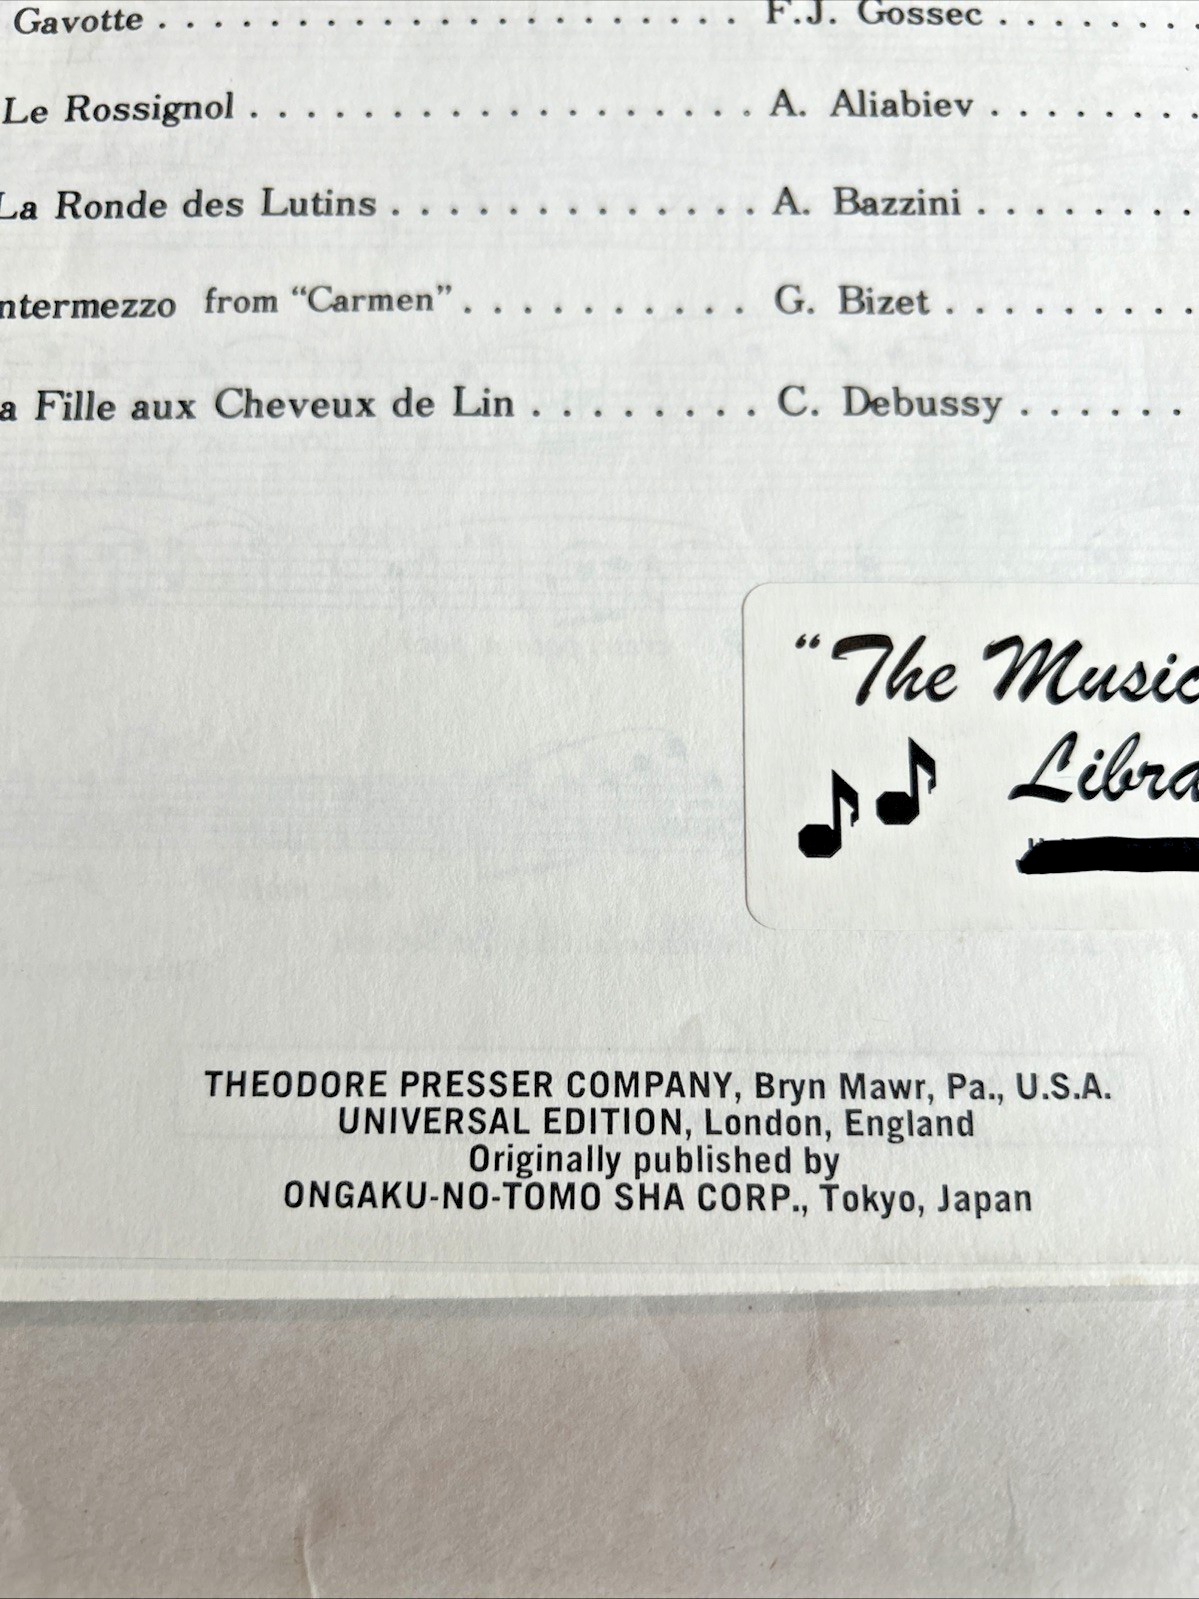 Gavotte . . . . . . . . . . . . . . . . . . . . . . . . . F.J. Gossec . . . . . . . . .
Le Rossignol . . . . . . . . . . . . . . . . . . . . . . A. Aliabiev . . . . . . . . .
La Ronde des Lutins . . . . . . . . . . . . . . . . A. Bazzini . . . . . . . . .
ntermezzo from “Carmen” . . . . . . . . . . . . G. Bizet . . . . . . . . . . .
a Fille aux Cheveux de Lin . . . . . . . . . C. Debussy . . . . . . .
“The Music
Libra
THEODORE PRESSER COMPANY, Bryn Mawr, Pa., U.S.A.
UNIVERSAL EDITION, London, England
Originally published by
ONGAKU-NO-TOMO SHA CORP., Tokyo, Japan